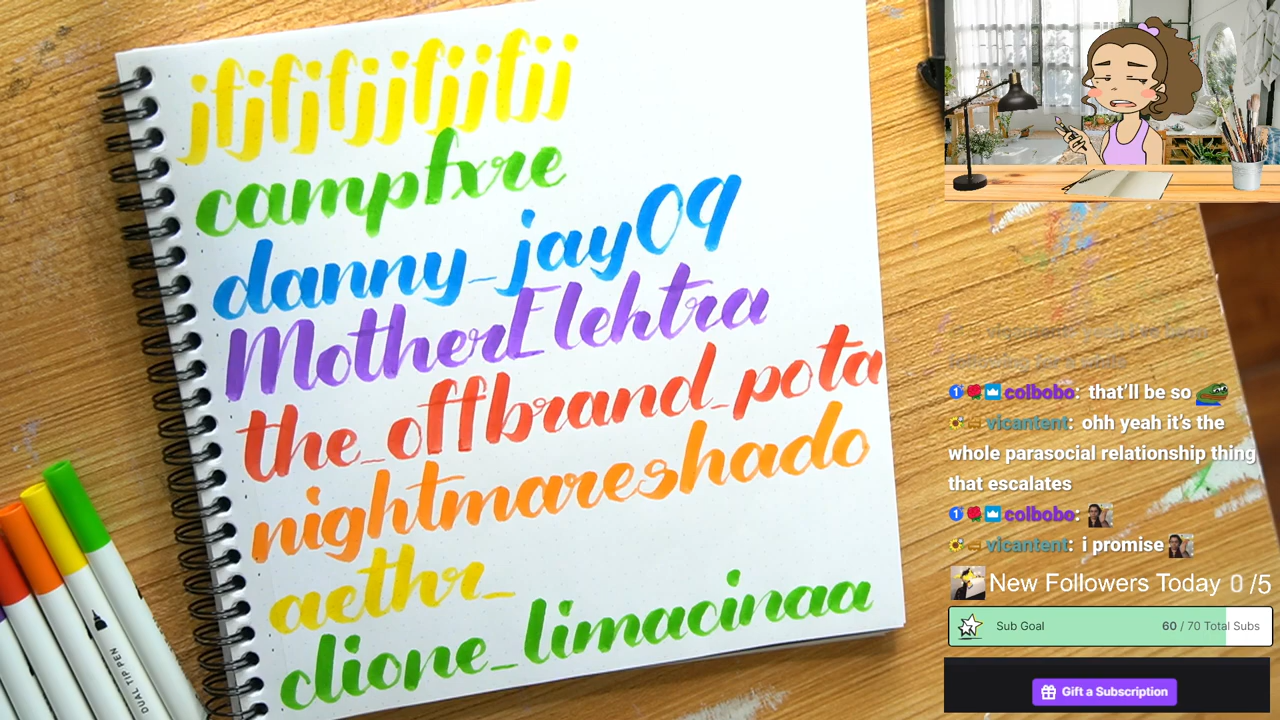 jfjfjfjjfjjfjj
campfxre
danny_jay09
MotherElektra
the_offbrand_pota
nightmareshado
aethr_
clione_limacinaa
DUAL TIP PEN
colbobo: that'll be so
vicantent: ohh yeah it's the
whole parasocial relationship thing
that escalates
colbobo:
vicantent: i promise
New Followers Today 0 /5
Sub Goal 60 / 70 Total Subs
Gift a Subscription